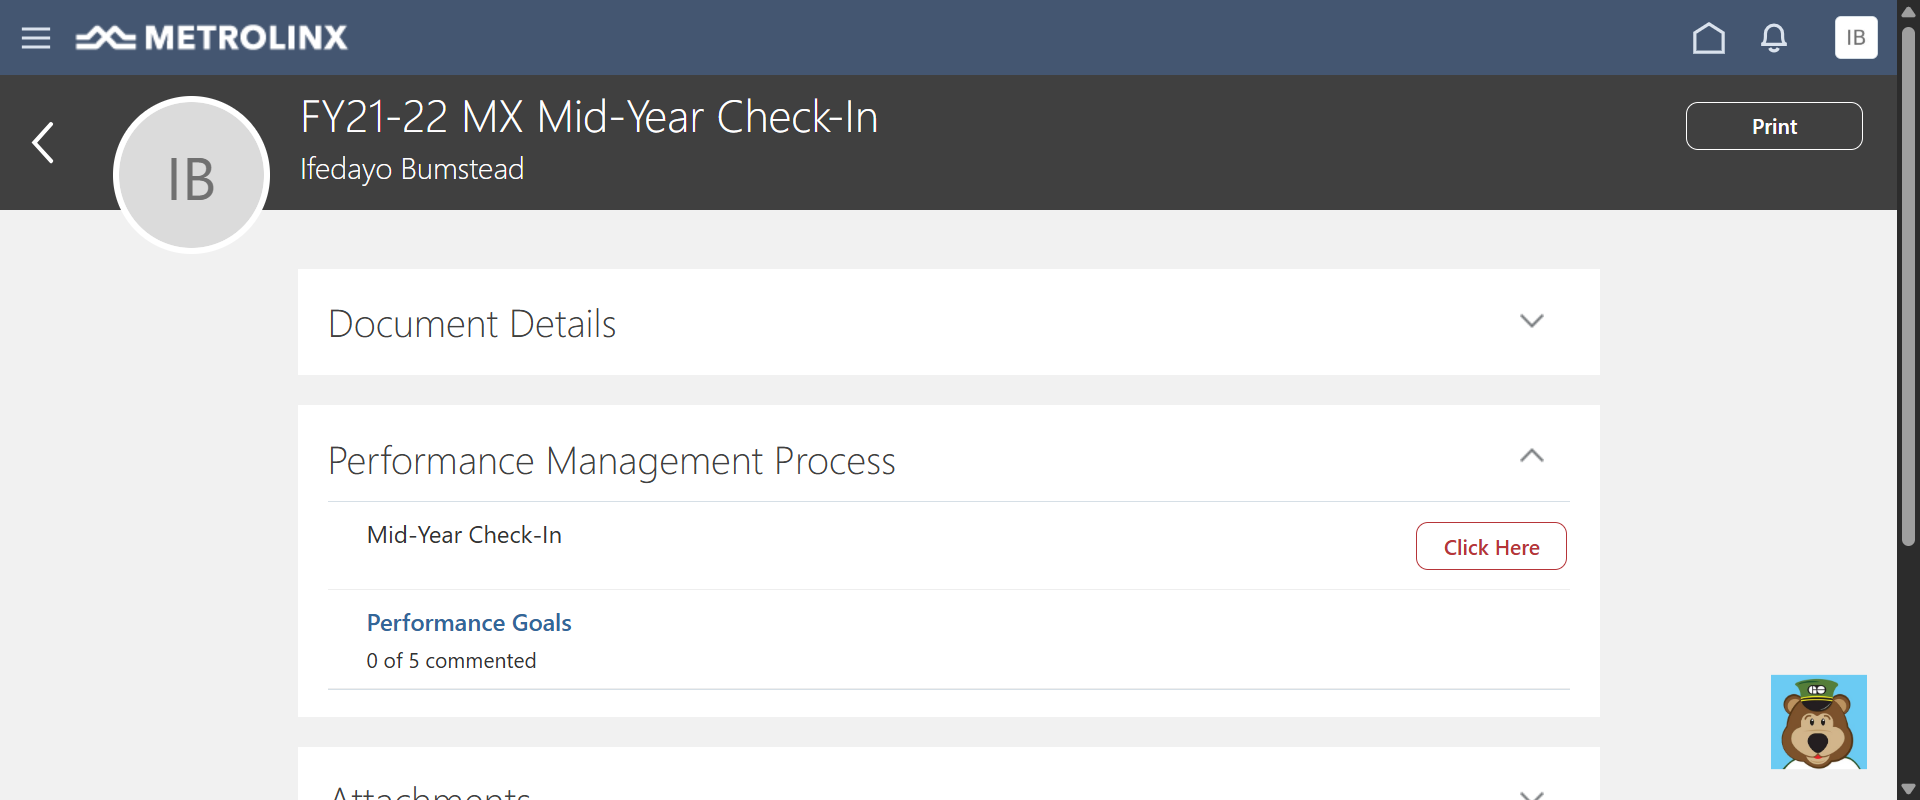 METROLINX
IB
FY21-22 MX Mid-Year Check-In
Print
IB
Ifedayo Bumstead
Document Details
Performance Management Process
Mid-Year Check-In
Click Here
Performance Goals
0 of 5 commented
GO
Attachments